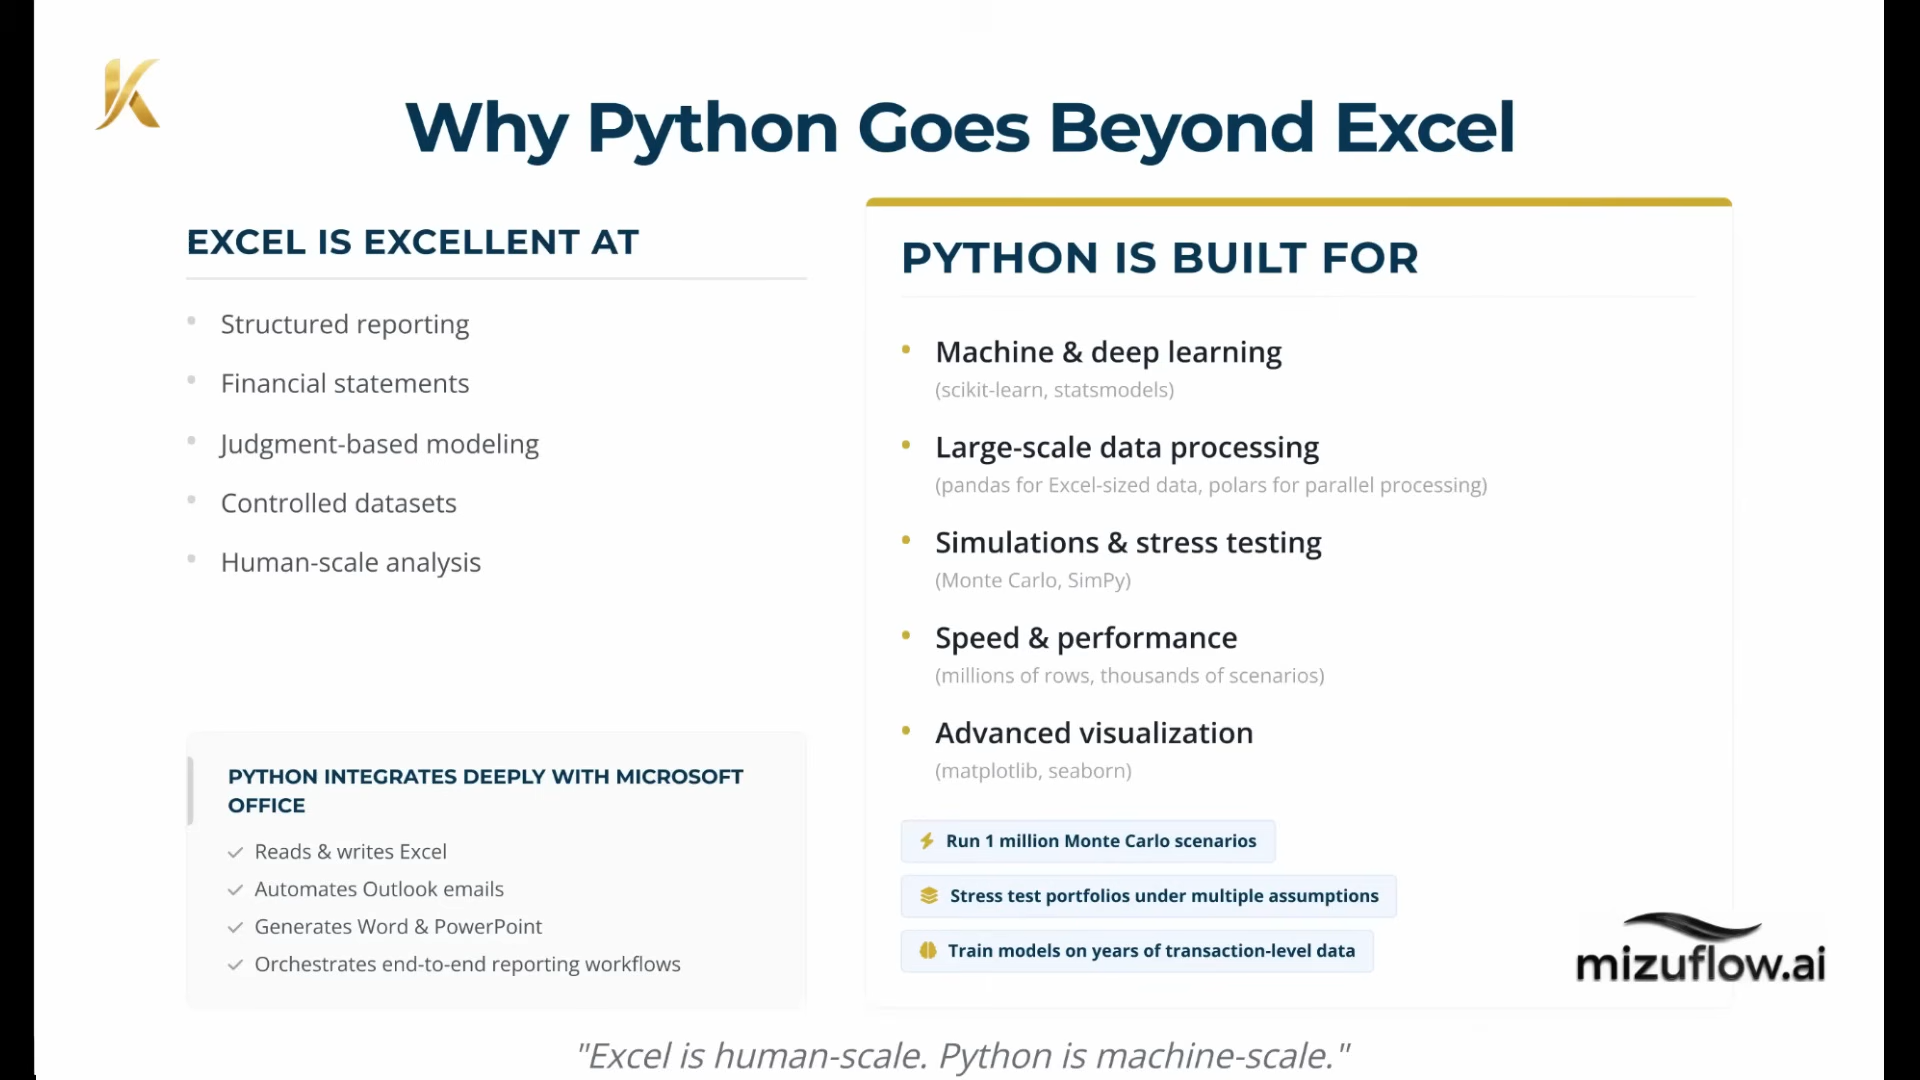 K
Why Python Goes Beyond Excel
EXCEL IS EXCELLENT AT
Structured reporting
Financial statements
Judgment-based modeling
Controlled datasets
Human-scale analysis
PYTHON INTEGRATES DEEPLY WITH MICROSOFT
OFFICE
Reads & writes Excel
Automates Outlook emails
Generates Word & PowerPoint
Orchestrates end-to-end reporting workflows
PYTHON IS BUILT FOR
Machine & deep learning
(scikit-learn, statsmodels)
Large-scale data processing
(pandas for Excel-sized data, polars for parallel processing)
Simulations & stress testing
(Monte Carlo, SimPy)
Speed & performance
(millions of rows, thousands of scenarios)
Advanced visualization
(matplotlib, seaborn)
Run 1 million Monte Carlo scenarios
Stress test portfolios under multiple assumptions
Train models on years of transaction-level data
mizuflow.ai
"Excel is human-scale. Python is machine-scale."